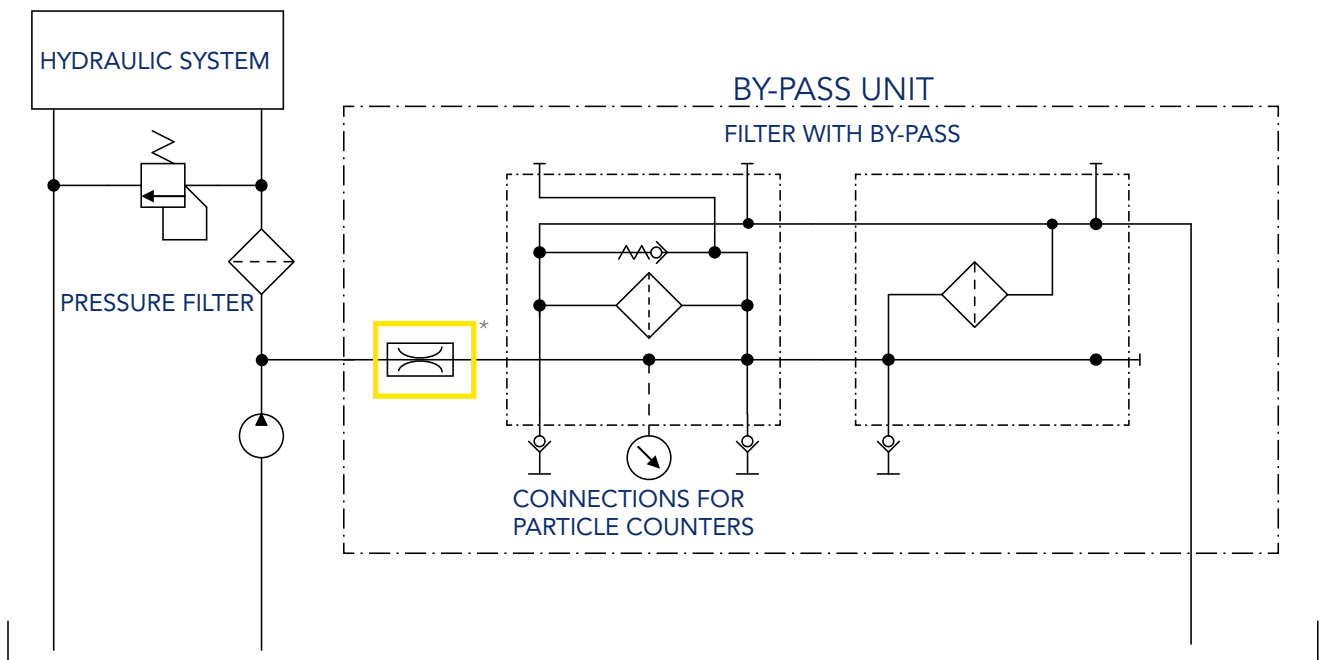 HYDRAULIC SYSTEM
BY-PASS UNIT
FILTER WITH BY-PASS
PRESSURE FILTER
*
CONNECTIONS FOR
PARTICLE COUNTERS